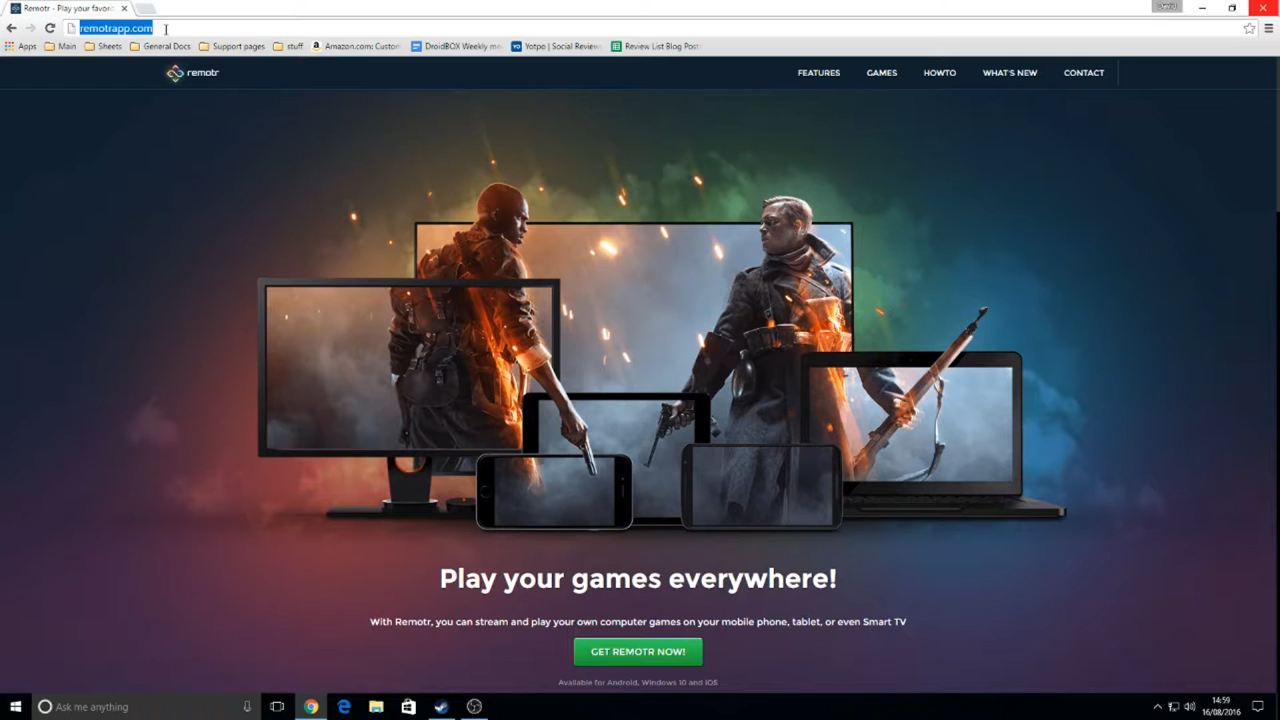 Remotr - Play your favor
David
remotrapp.com
Apps Main Sheets General Docs Support pages stuff Amazon.com: Custom DroidBOX Weekly me Yotpo | Social Review Review List Blog Post
remotr FEATURES GAMES HOWTO WHAT'S NEW CONTACT
Play your games everywhere!
With Remotr, you can stream and play your own computer games on your mobile phone, tablet, or even Smart TV
GET REMOTR NOW!
Available for Android, Windows 10 and iOS
Ask me anything
14:59
16/08/2016